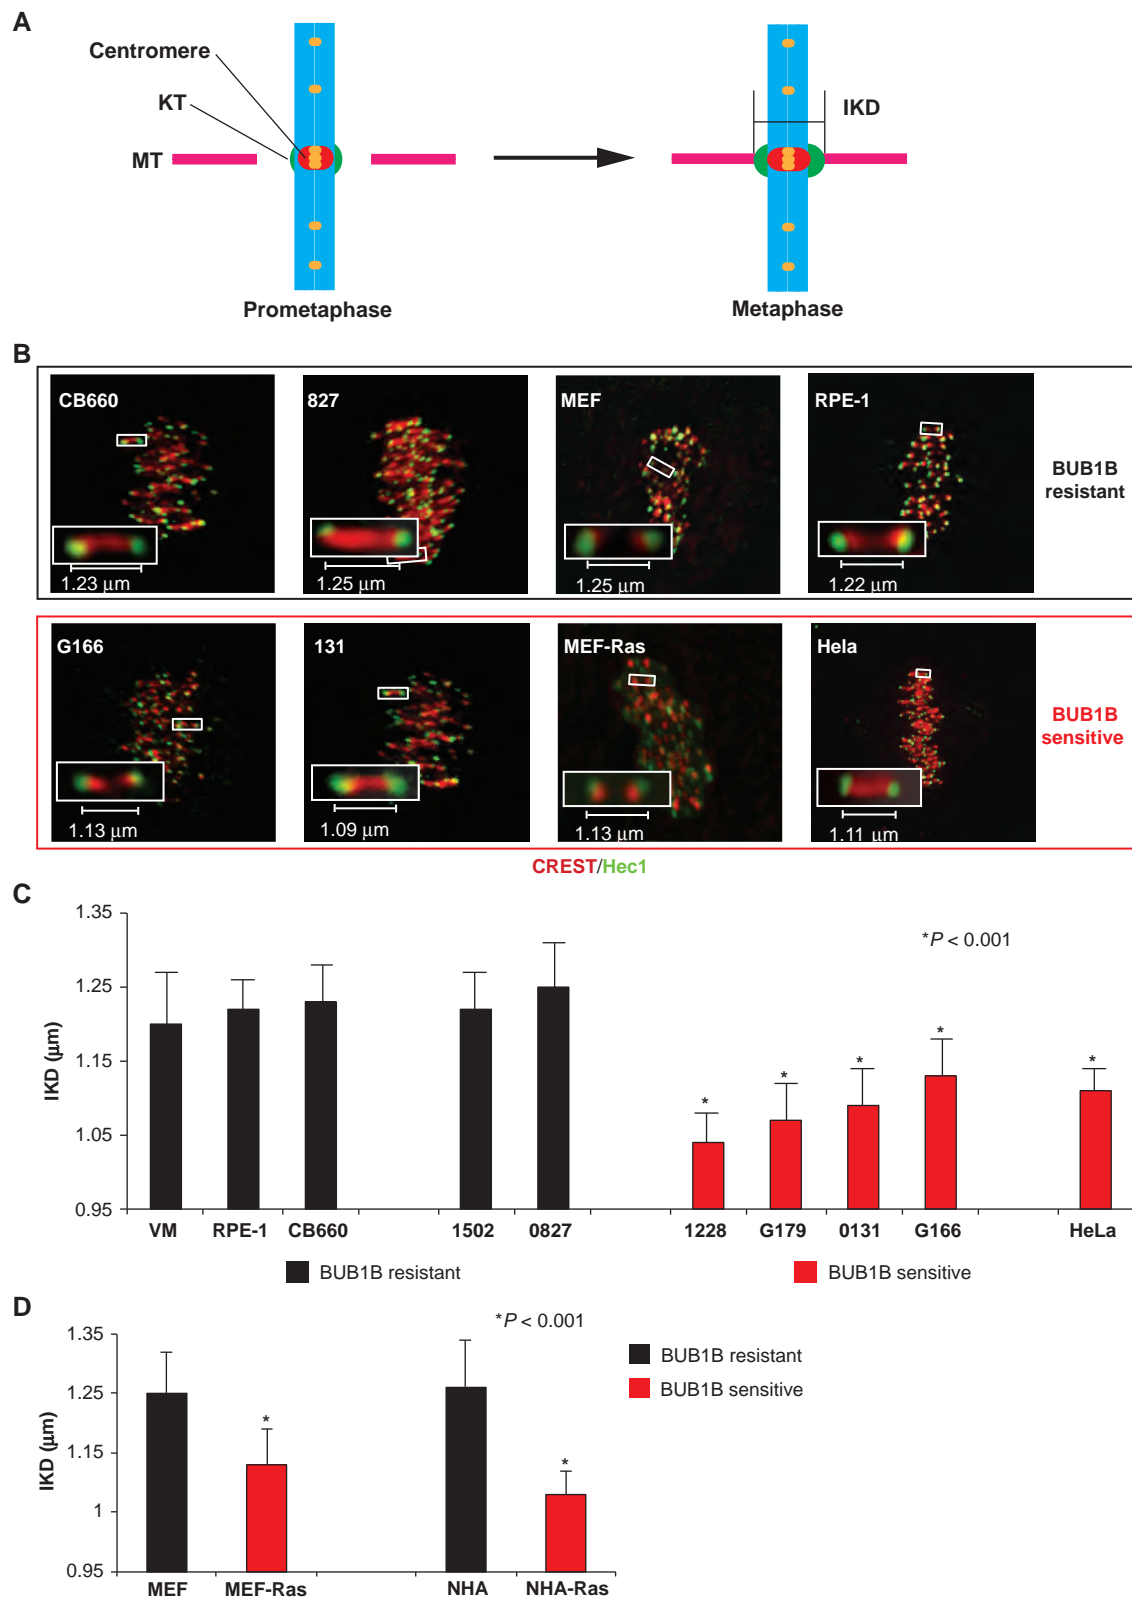 A
Centromere
KT
MT
IKD
Prometaphase
Metaphase
B
CB660
827
MEF
RPE-1
BUB1B
resistant
1.23 µm
1.25 µm
1.25 µm
1.22 µm
G166
131
MEF-Ras
Hela
BUB1B
sensitive
1.13 µm
1.09 µm
1.13 µm
1.11 µm
CREST/Hec1
C
1.35
1.25
1.15
1.05
0.95
IKD (µm)
*P < 0.001
* * * * *
VM RPE-1 CB660 1502 0827 1228 G179 0131 G166 HeLa
BUB1B resistant
BUB1B sensitive
D
1.35
1.25
1.15
1
0.95
IKD (µm)
*P < 0.001
BUB1B resistant
BUB1B sensitive
* *
MEF MEF-Ras NHA NHA-Ras